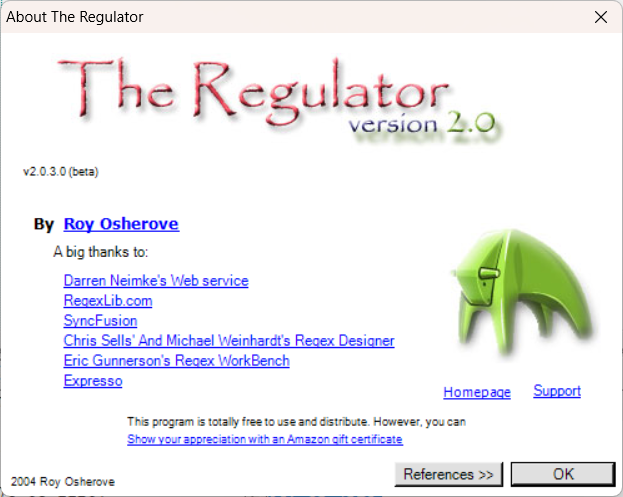 About The Regulator
The Regulator
version 2.0
v2.0.3.0 (beta)
By Roy Osherove
A big thanks to:
Darren Neimke's Web service
RegexLib.com
SyncFusion
Chris Sells' And Michael Weinhardt's Regex Designer
Eric Gunnerson's Regex WorkBench
Expresso
Homepage Support
This program is totally free to use and distribute. However, you can
Show your appreciation with an Amazon gift certificate
2004 Roy Osherove
References >> OK